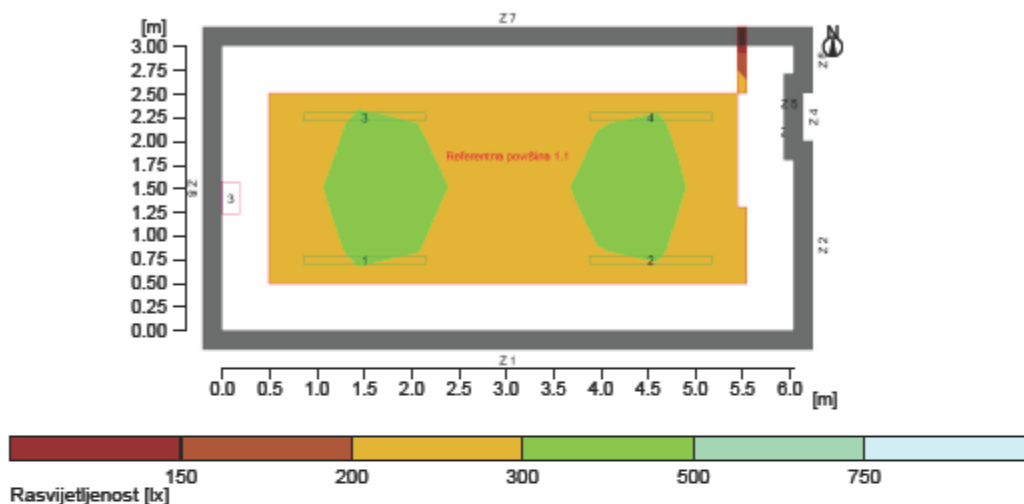 Z 7
[m]
N
3.00
2.75
2.50
2.25
2.00
1.75
1.50
1.25
1.00
0.75
0.50
0.25
0.00
Z 6
Z 5
Z 4
Z
Z 2
Z 8
3
3
4
Referentna površina 1.1
1
2
Z 1
0.0 0.5 1.0 1.5 2.0 2.5 3.0 3.5 4.0 4.5 5.0 5.5 6.0
[m]
150 200 300 500 750
Rasvijetljenost [lx]